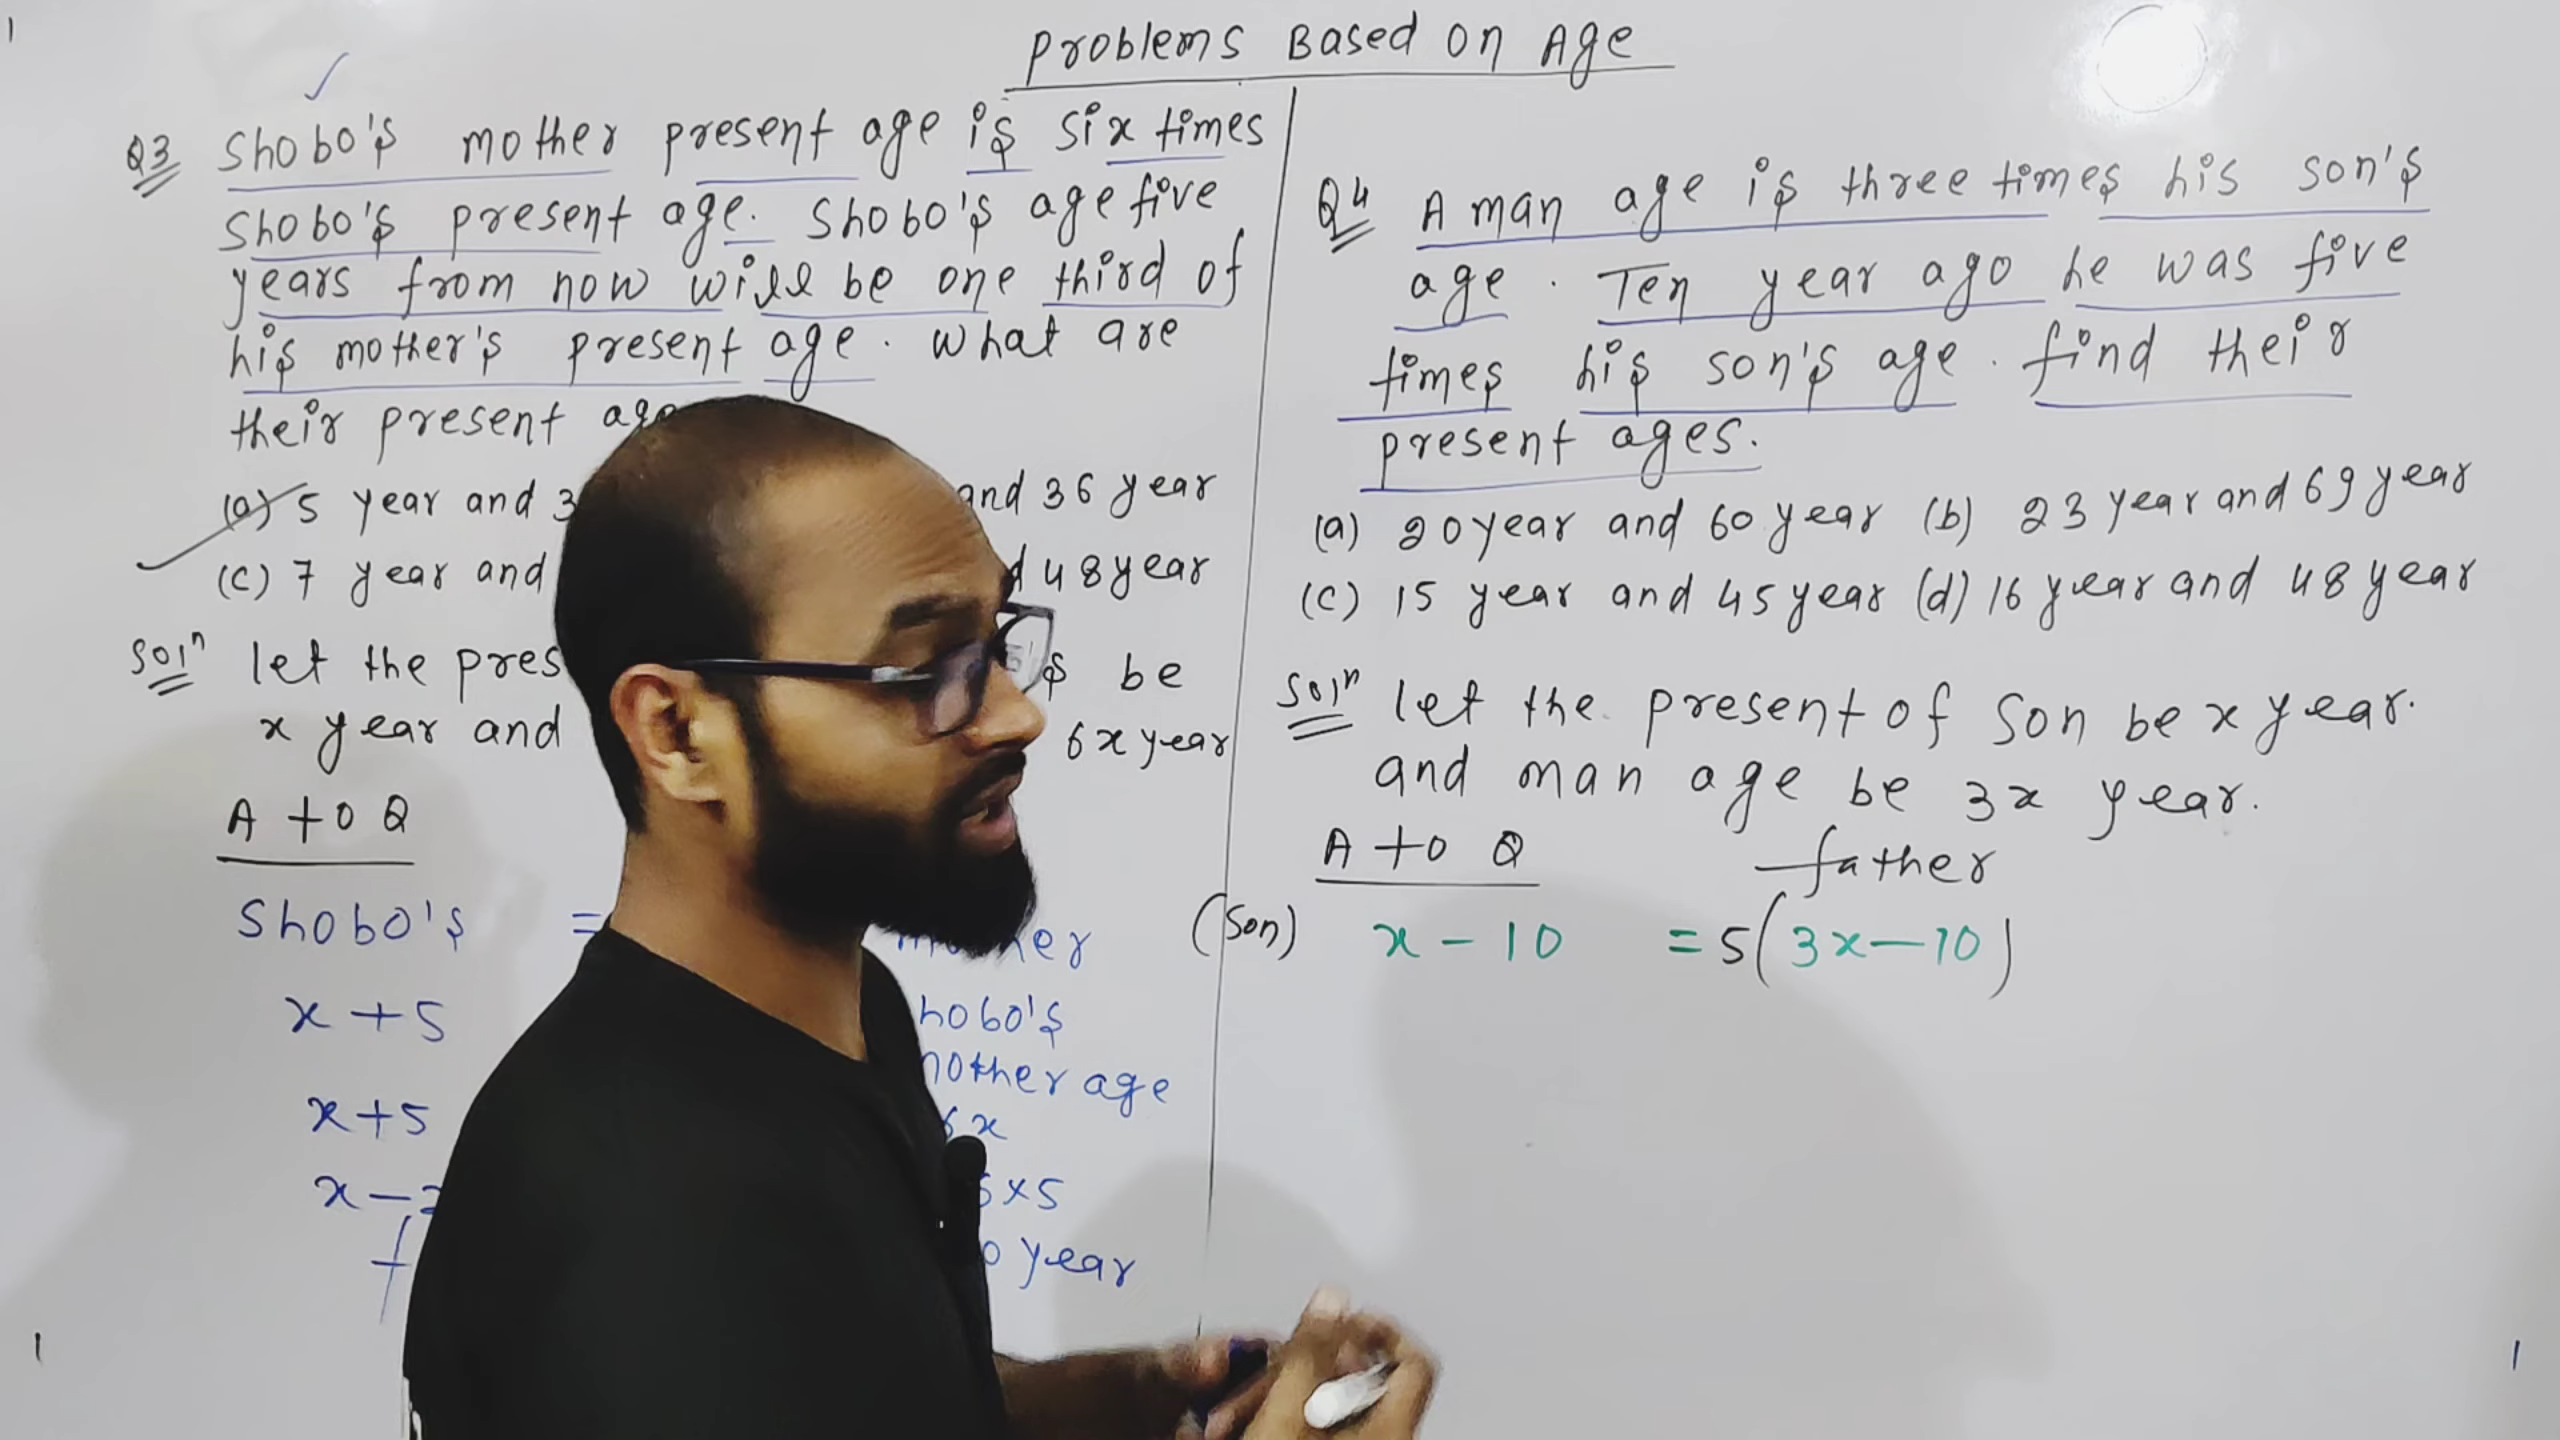 Problems Based on Age
Q3 Shobo's mother present age is six times
Shobo's present age. Shobo's age five
years from now will be one third of
his mother's present age. what are
their present
(a) 5 year and 3 and 36 year
(c) 7 year and 48 year
Solⁿ let the pres be
x year and 6x year
A to Q
Shobo's =
x + 5 hobo's
mother age
x+5 6x
x - 5×5
year
Q4 A man age is three times his son's
age. Ten year ago he was five
times his son's age. find their
present ages.
(a) 20 year and 60 year (b) 23 year and 69 year
(c) 15 year and 45 year (d) 16 year and 48 year
Solⁿ let the present of Son be x year.
and man age be 3x year.
A to Q father
(Son) x - 10 = 5(3x-10)